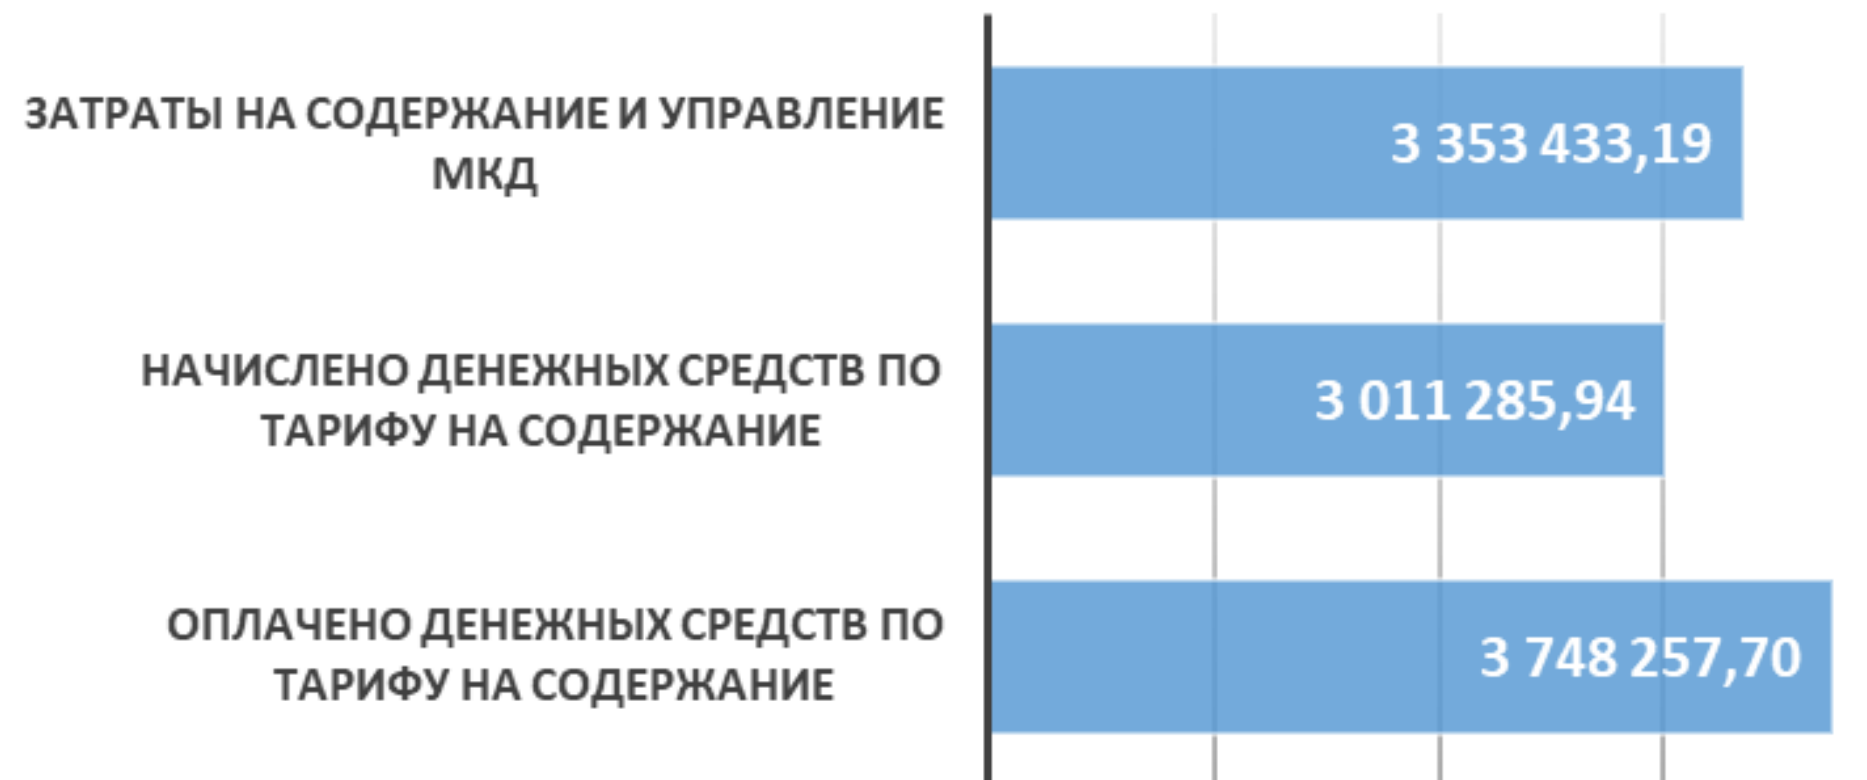 ЗАТРАТЫ НА СОДЕРЖАНИЕ И УПРАВЛЕНИЕ
МКД
3 353 433,19
НАЧИСЛЕНО ДЕНЕЖНЫХ СРЕДСТВ ПО
ТАРИФУ НА СОДЕРЖАНИЕ
3 011 285,94
ОПЛАЧЕНО ДЕНЕЖНЫХ СРЕДСТВ ПО
ТАРИФУ НА СОДЕРЖАНИЕ
3 748 257,70